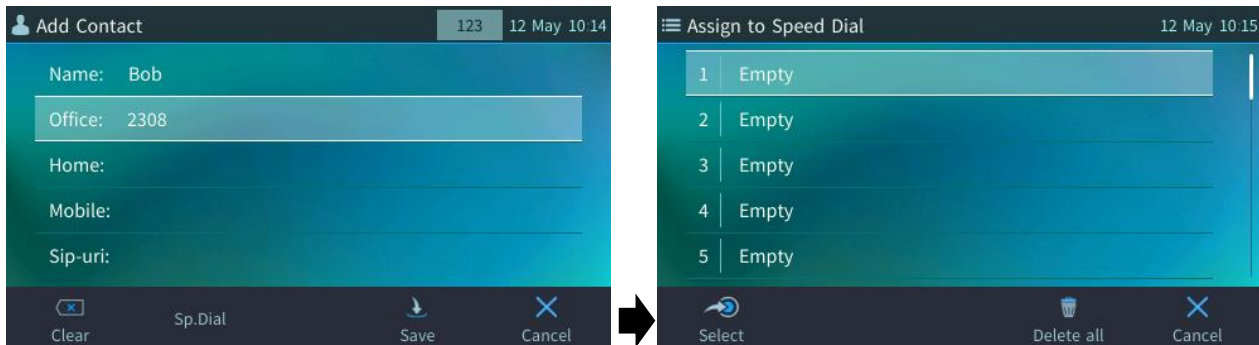 Add Contact 123 12 May 10:14
Name: Bob
Office: 2308
Home:
Mobile:
Sip-uri:
Clear Sp.Dial Save Cancel
Assign to Speed Dial 12 May 10:15
1 Empty
2 Empty
3 Empty
4 Empty
5 Empty
Select Delete all Cancel